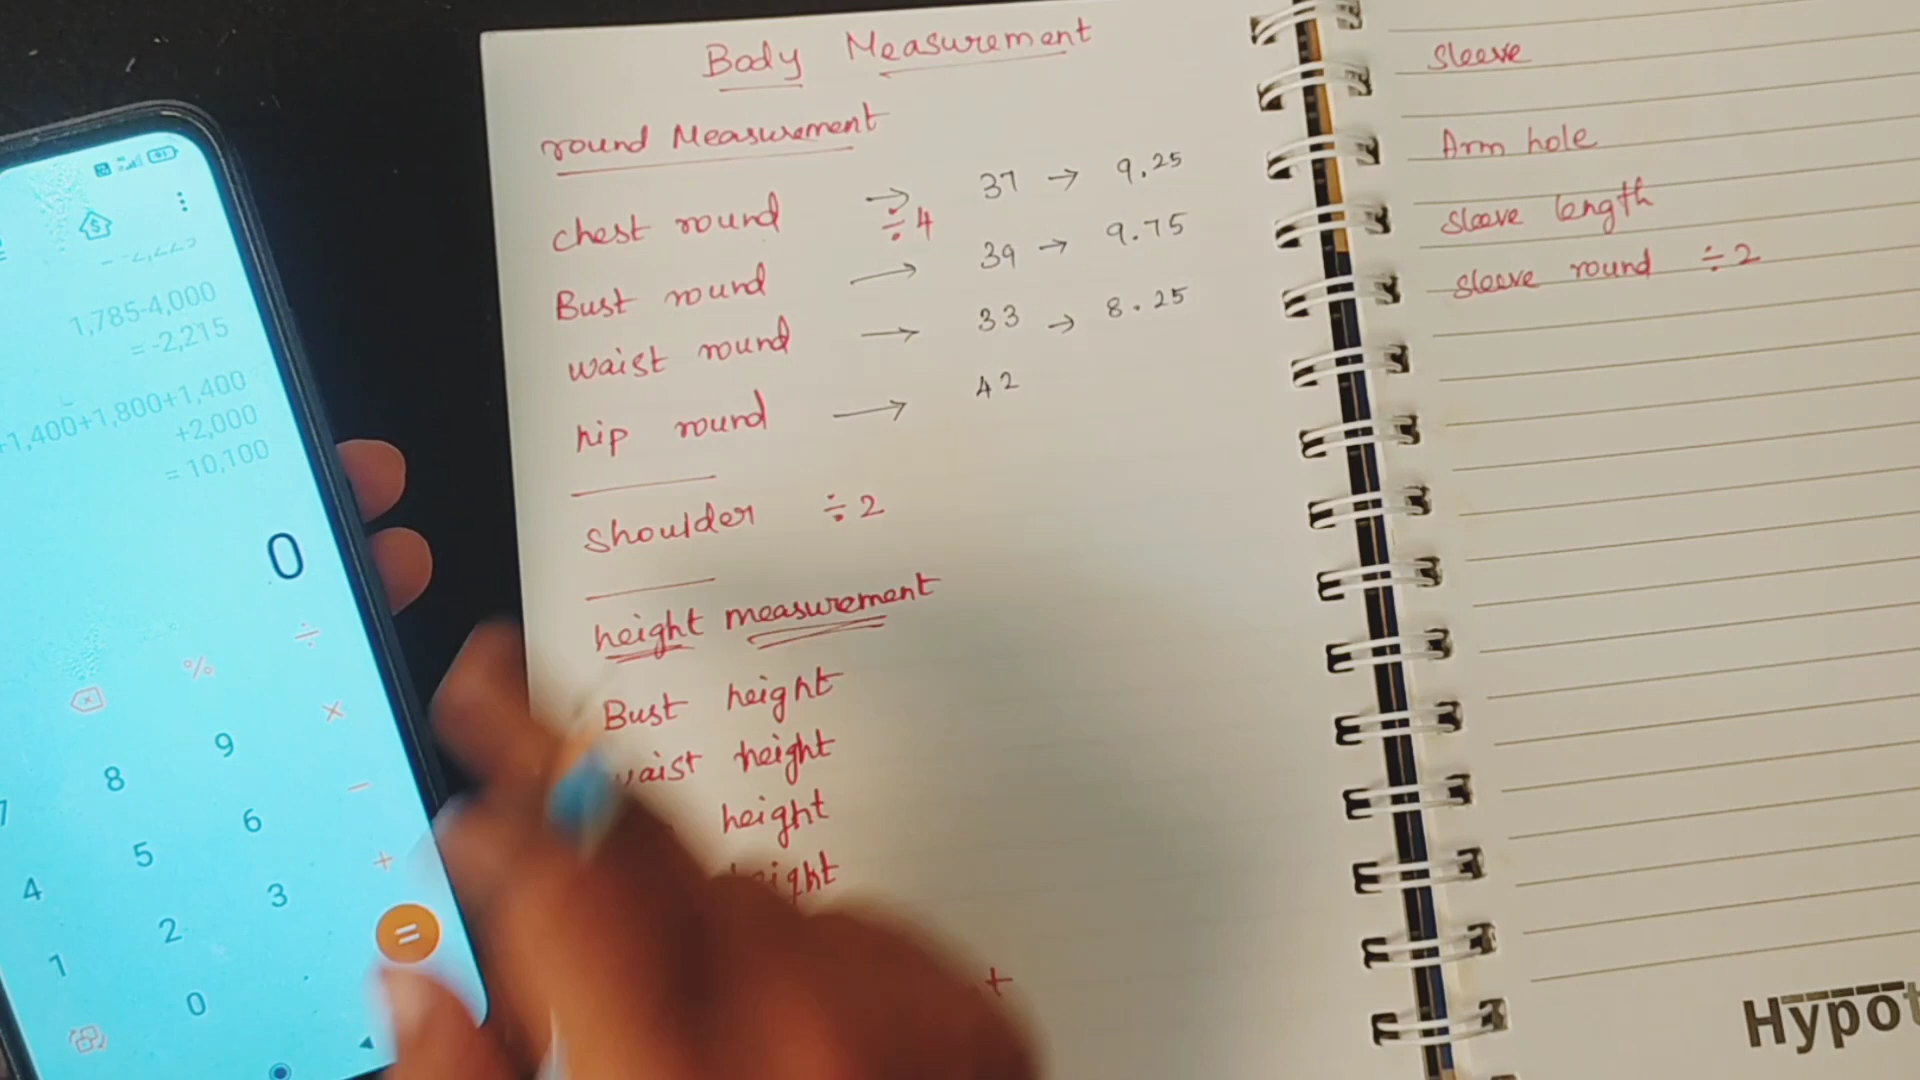 1,785-4,000
= -2,215
+1,400+1,800+1,400
+2,000
= 10,100
0
÷
%
×
9
8
7
−
6
5
4
+
3
2
1
=
.
0
Body Measurement
round Measurement
chest round → 37 → 9.25
÷4
Bust round → 39 → 9.75
waist round → 33 → 8.25
hip round → 42
shoulder ÷2
height measurement
Bust height
waist height
height
height
+
Sleeve
Arm hole
sleeve length
sleeve round ÷2
Hypot